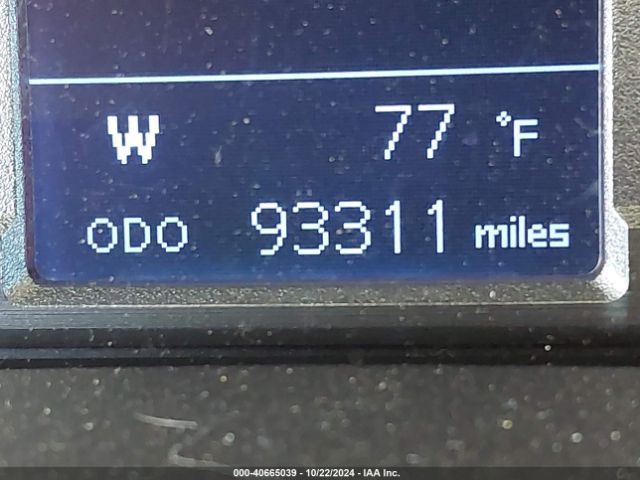 W 77 °F
ODO 93311 miles
000-40665039 - 10/22/2024 - IAA Inc.